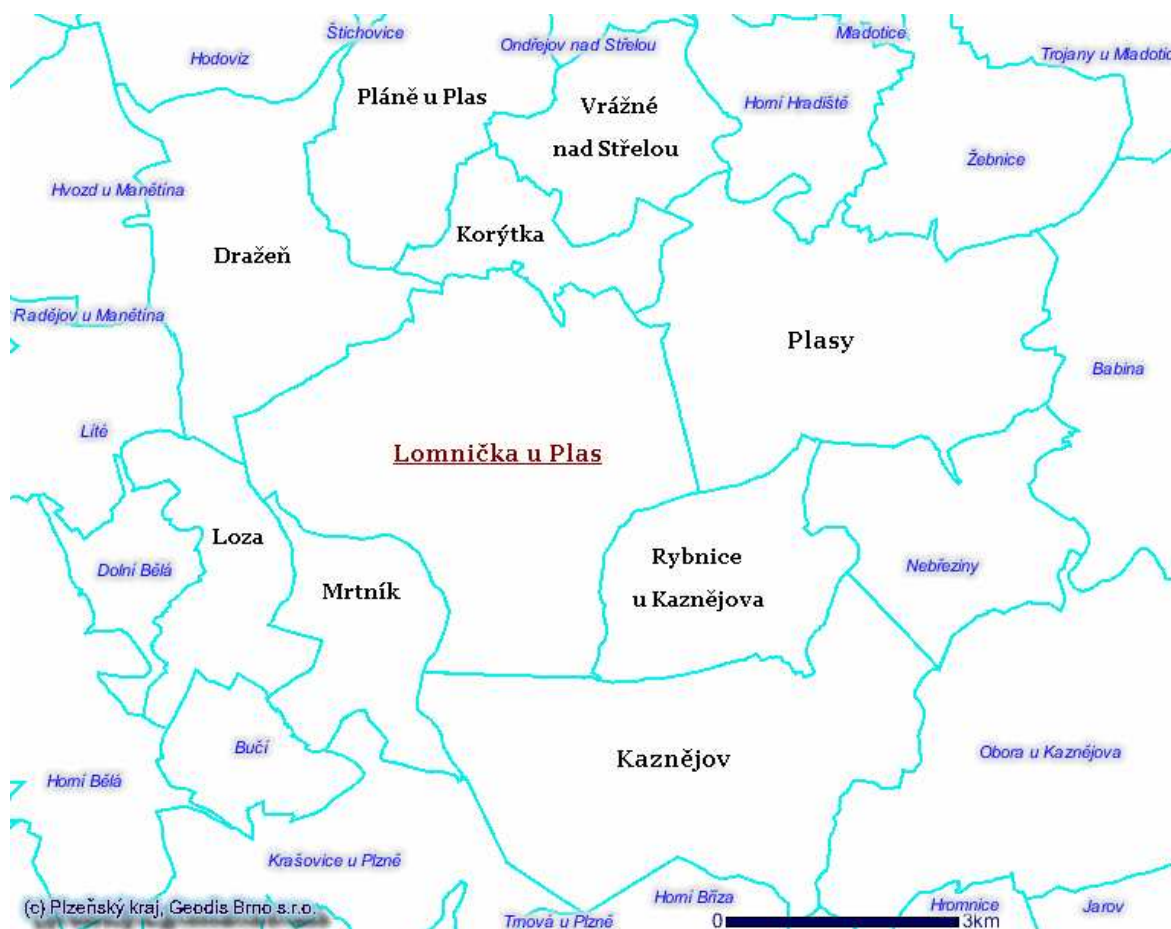 Štichovice
Ondřejov nad Střelou
Mladotice
Hodoviz
Trojany u Mladotic
Pláně u Plas
Vrážné
nad Střelou
Horní Hradiště
Žebnice
Hvozd u Manětína
Korýtka
Dražeň
Radějov u Manětína
Plasy
Babina
Líté
Lomnička u Plas
Loza
Rybnice
u Kaznějova
Dolní Bělá
Nebřeziny
Mrtník
Bučí
Kaznějov
Obora u Kaznějova
Horní Bělá
Krašovice u Plzně
Horní Bříza
Hromnice
Jarov
(c) Plzeňský kraj, Geodis Brno s.r.o.
Trnová u Plzně
0 3km